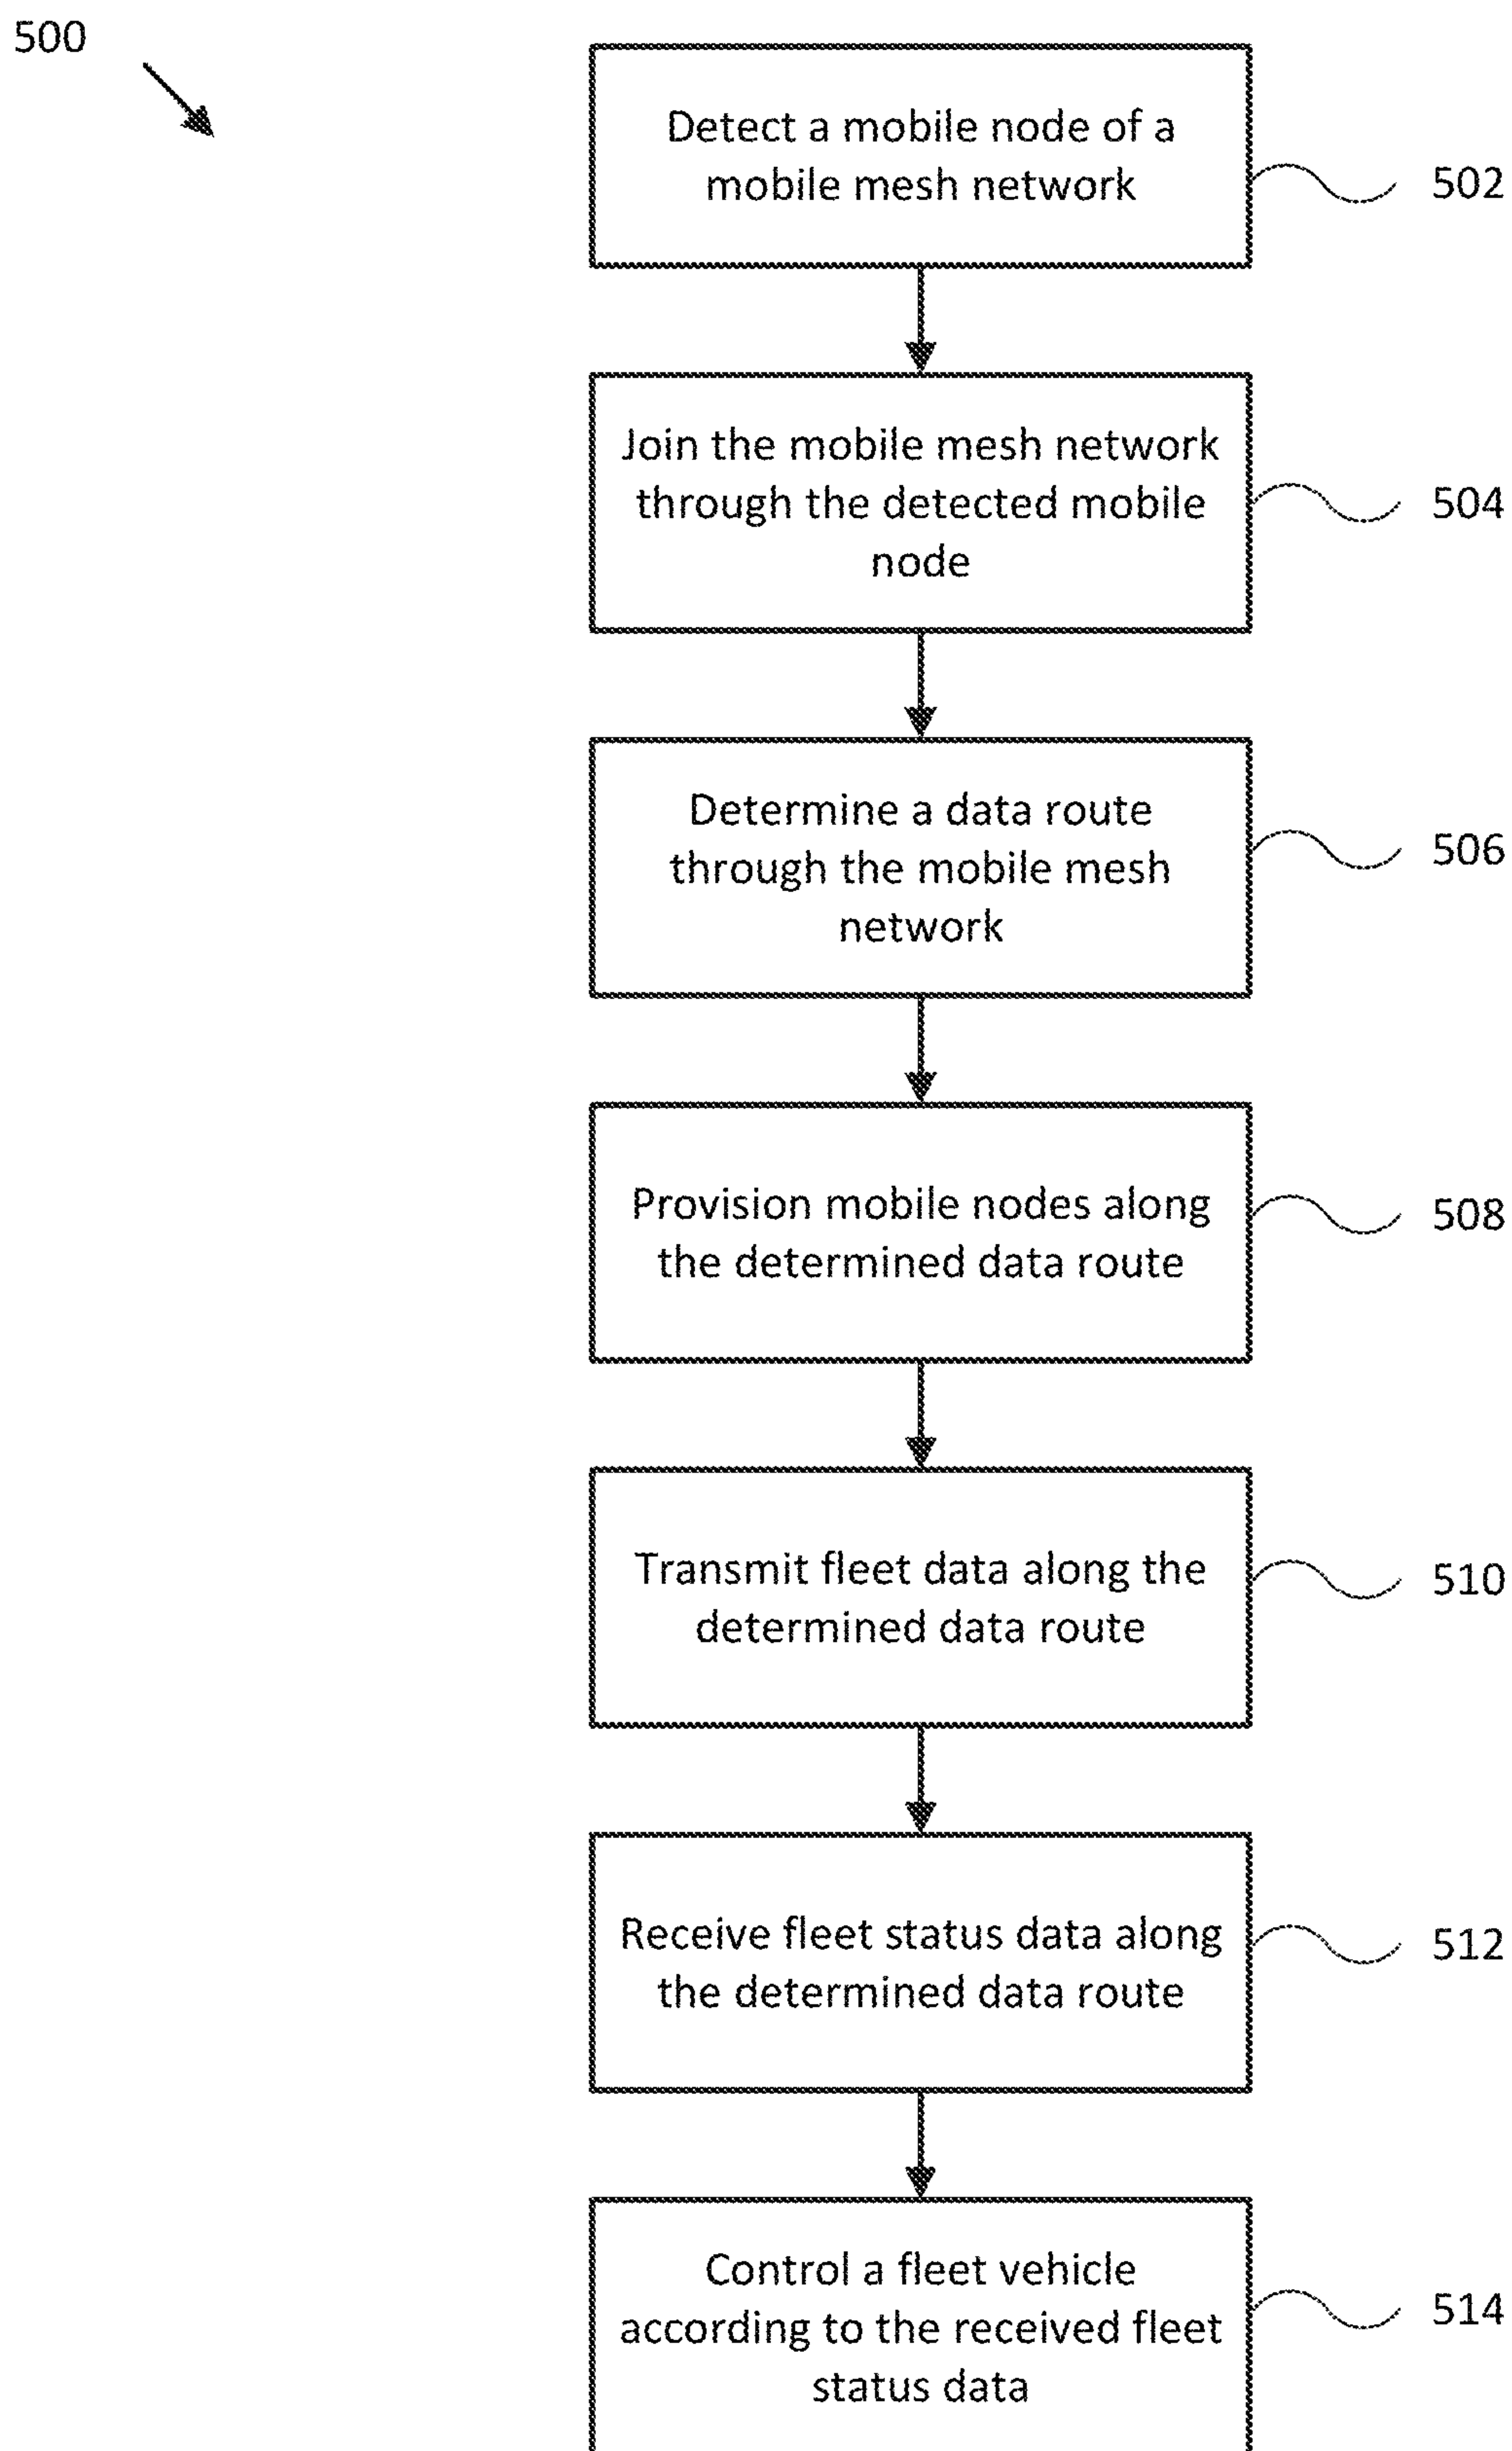 500
Detect a mobile node of a
mobile mesh network
502
Join the mobile mesh network
through the detected mobile
node
504
Determine a data route
through the mobile mesh
network
506
Provision mobile nodes along
the determined data route
508
Transmit fleet data along the
determined data route
510
Receive fleet status data along
the determined data route
512
Control a fleet vehicle
according to the received fleet
status data
514